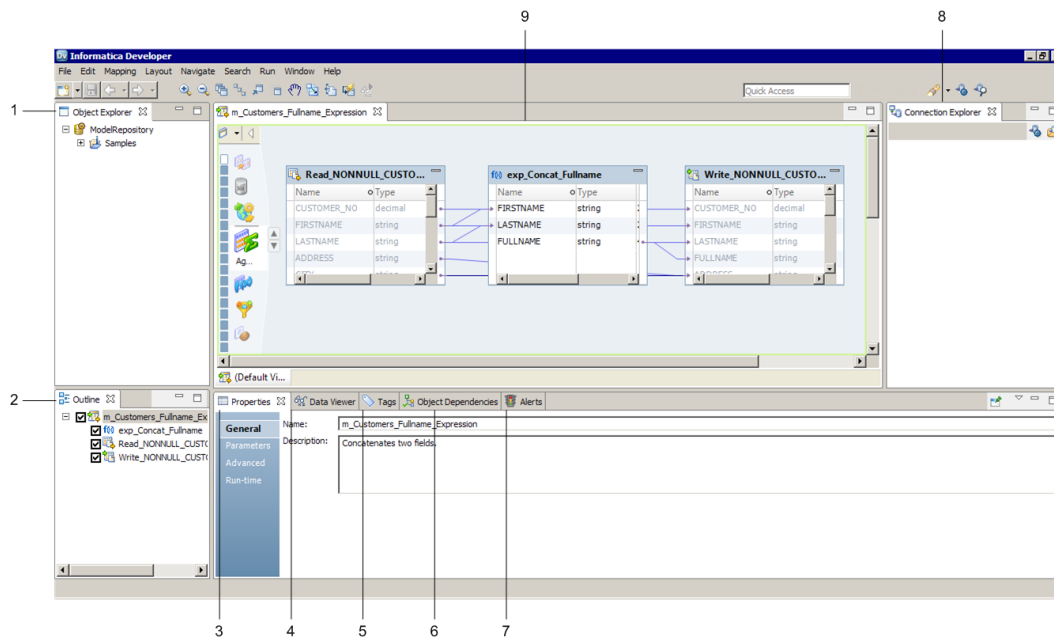 9 8
Informatica Developer
File Edit Mapping Layout Navigate Search Run Window Help
Quick Access
1 Object Explorer
m_Customers_Fullname_Expression
Connection Explorer
ModelRepository
Samples
Read_NONNULL_CUSTO...
Name Type
CUSTOMER_NO decimal
FIRSTNAME string
LASTNAME string
ADDRESS string
exp_Concat_Fullname
Name Type
FIRSTNAME string
LASTNAME string
FULLNAME string
Write_NONNULL_CUSTO...
Name Type
CUSTOMER_NO decimal
FIRSTNAME string
LASTNAME string
FULLNAME string
ADDRESS string
Ag...
(Default Vi...
2 Outline
m_Customers_Fullname_Ex
exp_Concat_Fullname
Read_NONNULL_CUST
Write_NONNULL_CUST
Properties Data Viewer Tags Object Dependencies Alerts
General
Parameters
Advanced
Run-time
Name: m_Customers_Fullname_Expression
Description: Concatenates two fields.
3 4 5 6 7